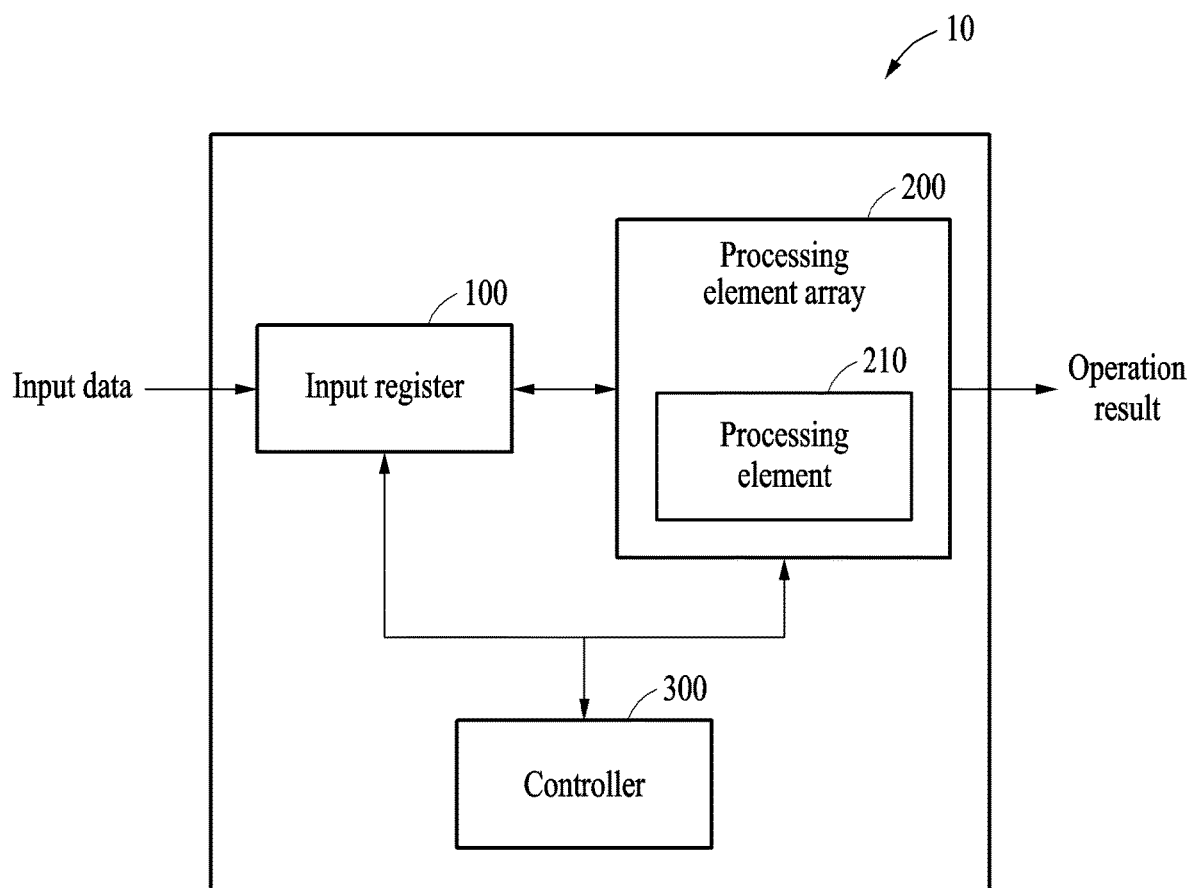 10
200
Processing
element array
100
Input data
Input register
210
Processing
element
Operation
result
300
Controller